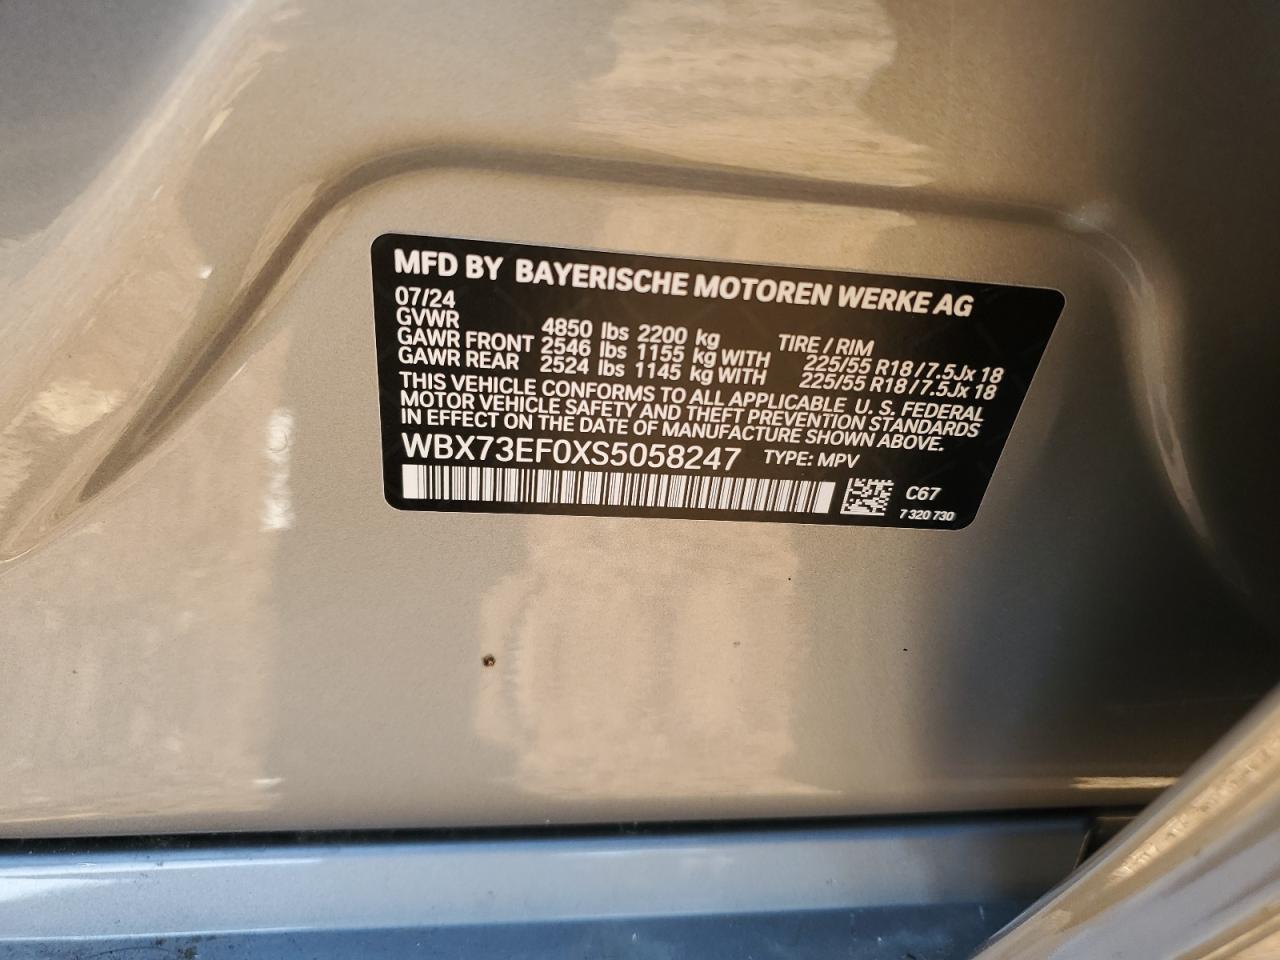 MFD BY BAYERISCHE MOTOREN WERKE AG
07/24
GVWR 4850 lbs 2200 kg TIRE / RIM
GAWR FRONT 2546 lbs 1155 kg WITH 225/55 R18 / 7.5Jx 18
GAWR REAR 2524 lbs 1145 kg WITH 225/55 R18 / 7.5Jx 18
THIS VEHICLE CONFORMS TO ALL APPLICABLE U. S. FEDERAL
MOTOR VEHICLE SAFETY AND THEFT PREVENTION STANDARDS
IN EFFECT ON THE DATE OF MANUFACTURE SHOWN ABOVE.
WBX73EF0XS5058247 TYPE: MPV
C67
7 320 730